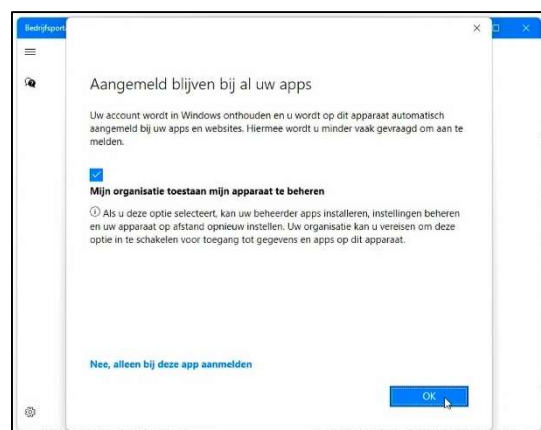 Bedrijfsport
Aangemeld blijven bij al uw apps
Uw account wordt in Windows onthouden en u wordt op dit apparaat automatisch
aangemeld bij uw apps en websites. Hiermee wordt u minder vaak gevraagd om aan te
melden.
Mijn organisatie toestaan mijn apparaat te beheren
Als u deze optie selecteert, kan uw beheerder apps installeren, instellingen beheren
en uw apparaat op afstand opnieuw instellen. Uw organisatie kan u vereisen om deze
optie in te schakelen voor toegang tot gegevens en apps op dit apparaat.
Nee, alleen bij deze app aanmelden
OK